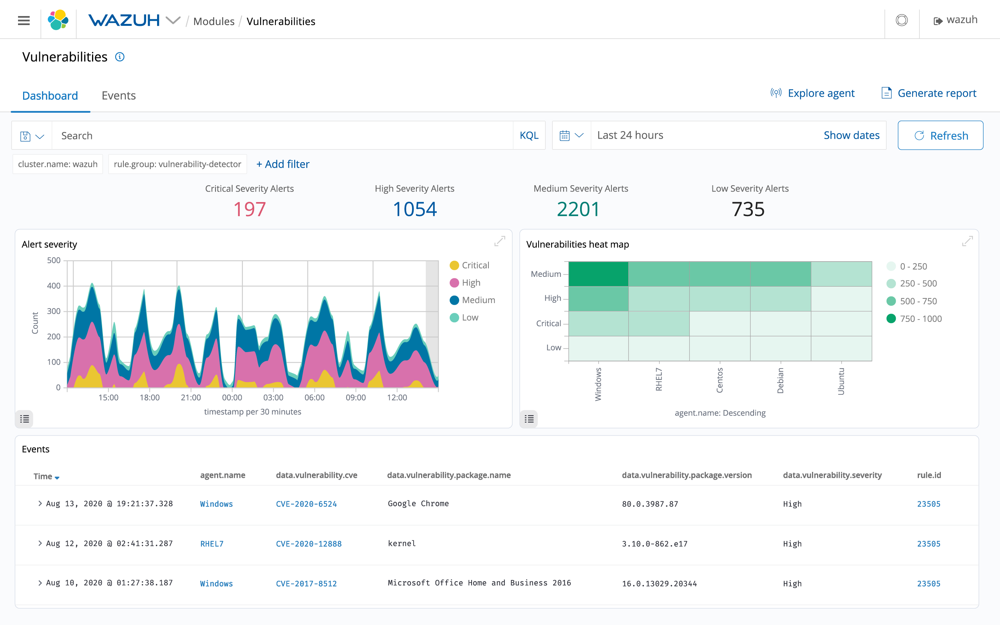 WAZUH / Modules / Vulnerabilities
wazuh
Vulnerabilities
Dashboard Events
Explore agent Generate report
Search KQL Last 24 hours Show dates Refresh
cluster.name: wazuh rule.group: vulnerability-detector + Add filter
Critical Severity Alerts High Severity Alerts Medium Severity Alerts Low Severity Alerts
197 1054 2201 735
Alert severity
500
400
300
200
100
0
Count
15:00 18:00 21:00 00:00 03:00 06:00 09:00 12:00
timestamp per 30 minutes
Critical
High
Medium
Low
Vulnerabilities heat map
Medium
High
Critical
Low
Windows RHEL7 Centos Debian Ubuntu
agent.name: Descending
0 - 250
250 - 500
500 - 750
750 - 1000
Events
Time agent.name data.vulnerability.cve data.vulnerability.package.name data.vulnerability.package.version data.vulnerability.severity rule.id
Aug 13, 2020 @ 19:21:37.328 Windows CVE-2020-6524 Google Chrome 80.0.3987.87 High 23505
Aug 12, 2020 @ 02:41:31.287 RHEL7 CVE-2020-12888 kernel 3.10.0-862.e17 High 23505
Aug 10, 2020 @ 01:27:38.187 Windows CVE-2017-8512 Microsoft Office Home and Business 2016 16.0.13029.20344 High 23505